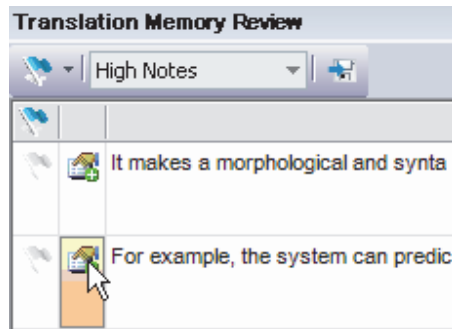 Translation Memory Review
High Notes
It makes a morphological and synta
For example, the system can predic